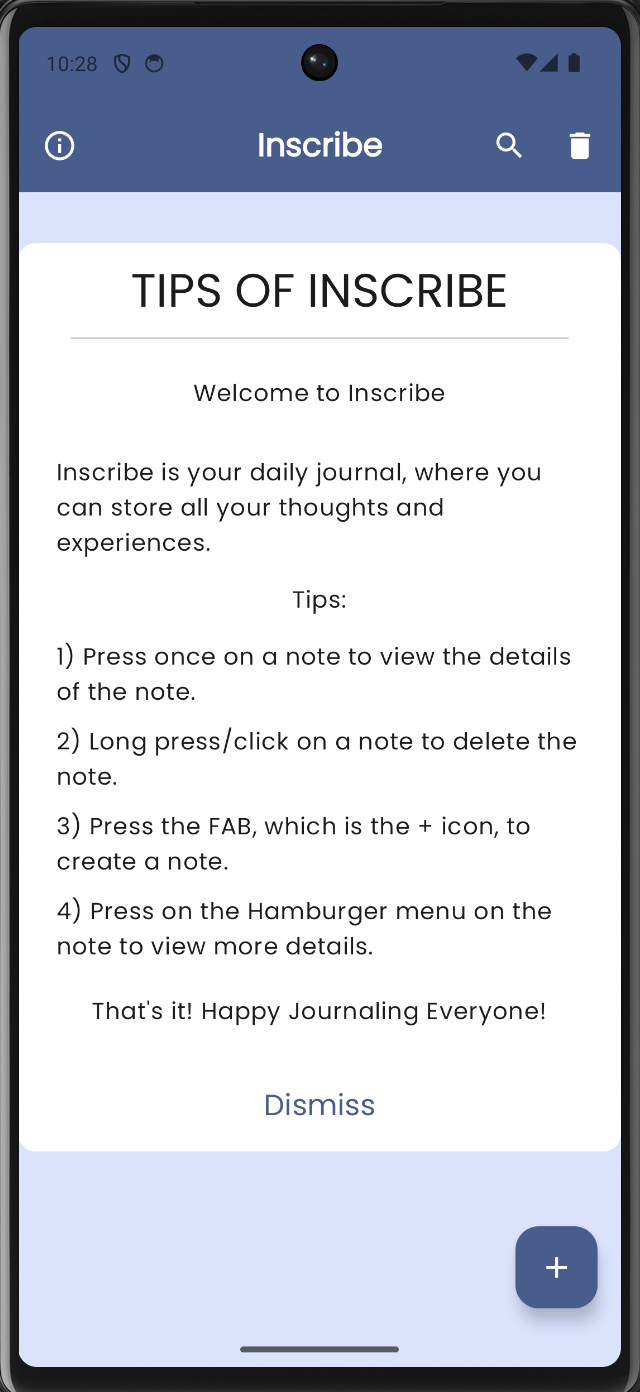 10:28
Inscribe
TIPS OF INSCRIBE
Welcome to Inscribe
Inscribe is your daily journal, where you
can store all your thoughts and
experiences.
Tips:
1) Press once on a note to view the details
of the note.
2) Long press/click on a note to delete the
note.
3) Press the FAB, which is the + icon, to
create a note.
4) Press on the Hamburger menu on the
note to view more details.
That's it! Happy Journaling Everyone!
Dismiss
+